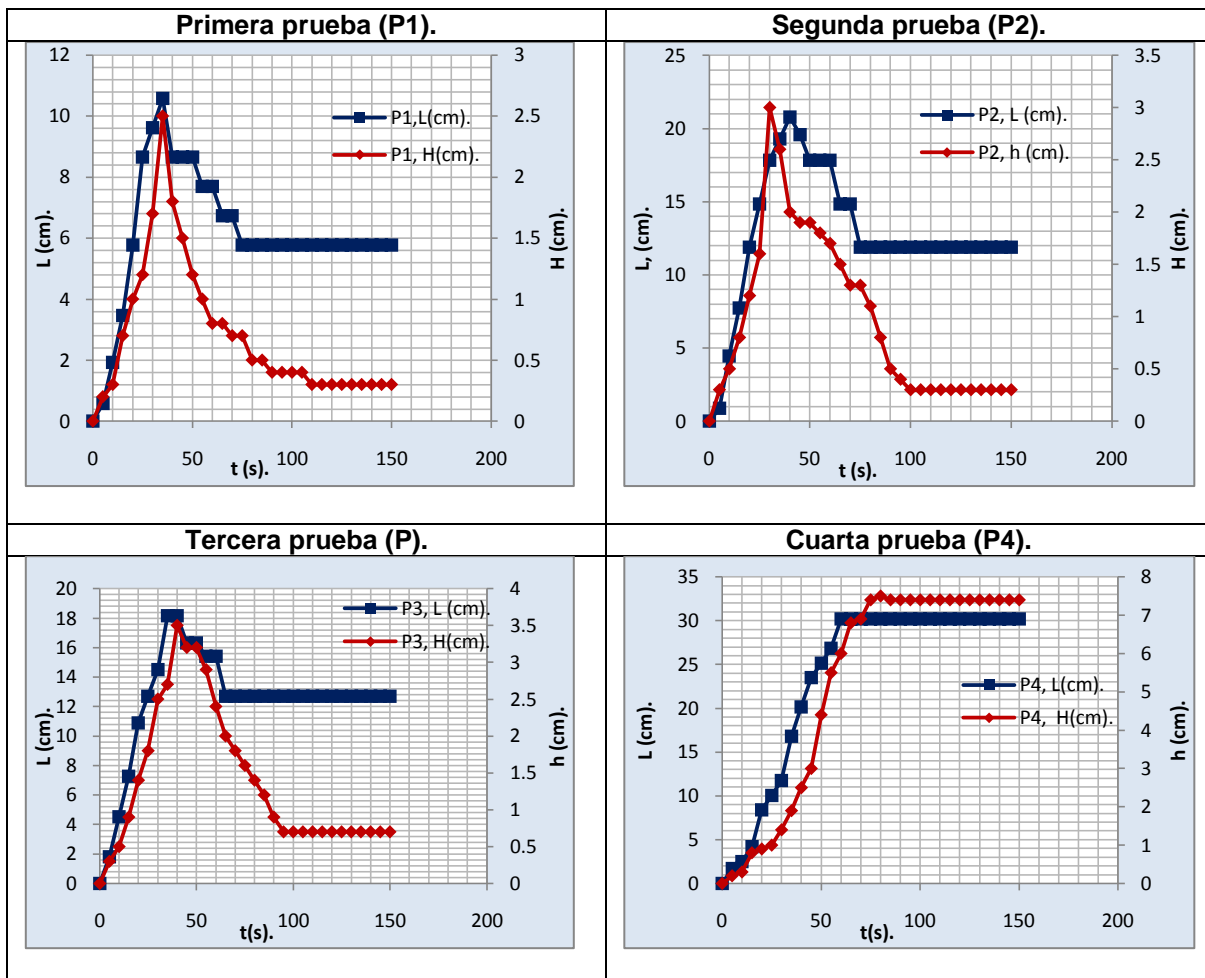 Primera prueba (P1).
12
10
8
6
4
2
0
L (cm).
3
2.5
2
1.5
1
0.5
0
H (cm).
P1,L(cm).
P1, H(cm).
0 50 100 150 200
t (s).
Segunda prueba (P2).
25
20
15
10
5
0
L, (cm).
3.5
3
2.5
2
1.5
1
0.5
0
H (cm).
P2, L (cm).
P2, h (cm).
0 50 100 150 200
t (s).
Tercera prueba (P).
20
18
16
14
12
10
8
6
4
2
0
L (cm).
4
3.5
3
2.5
2
1.5
1
0.5
0
h (cm).
P3, L (cm).
P3, H(cm).
0 50 100 150 200
t(s).
Cuarta prueba (P4).
35
30
25
20
15
10
5
0
L (cm).
8
7
6
5
4
3
2
1
0
h (cm).
P4, L(cm).
P4, H(cm).
0 50 100 150 200
t(s).